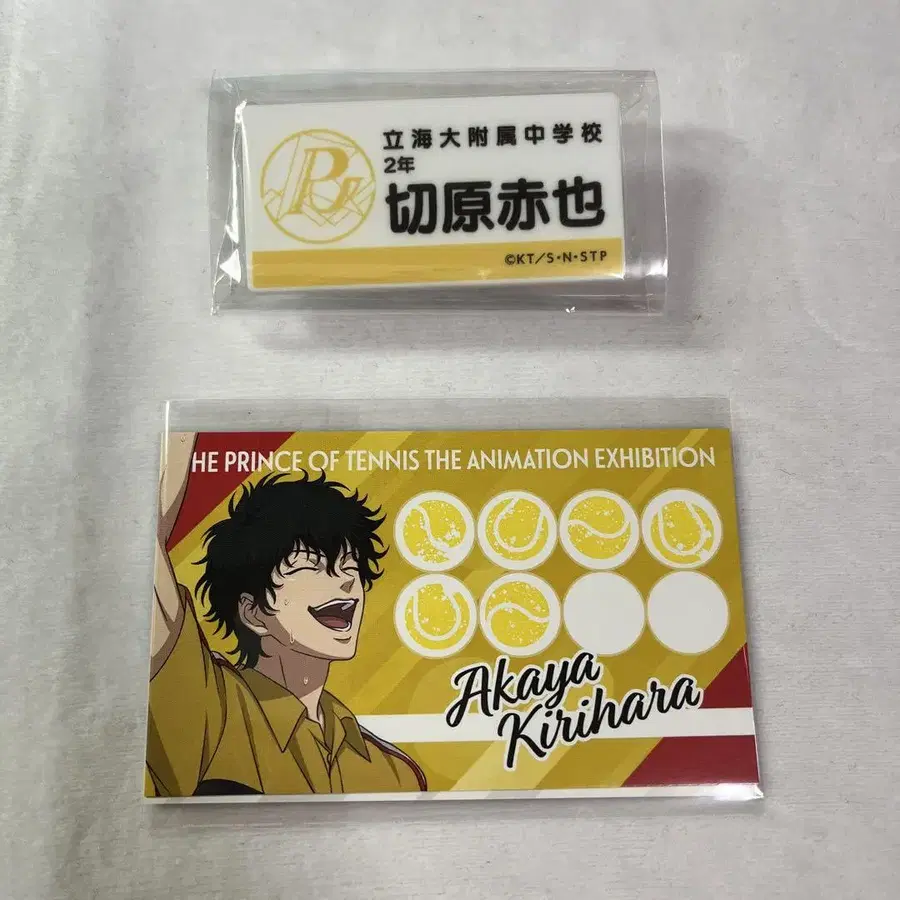 立海大附属中学校
2年
切原赤也
©KT/S・N・STP
HE PRINCE OF TENNIS THE ANIMATION EXHIBITION
Akaya
Kirihara